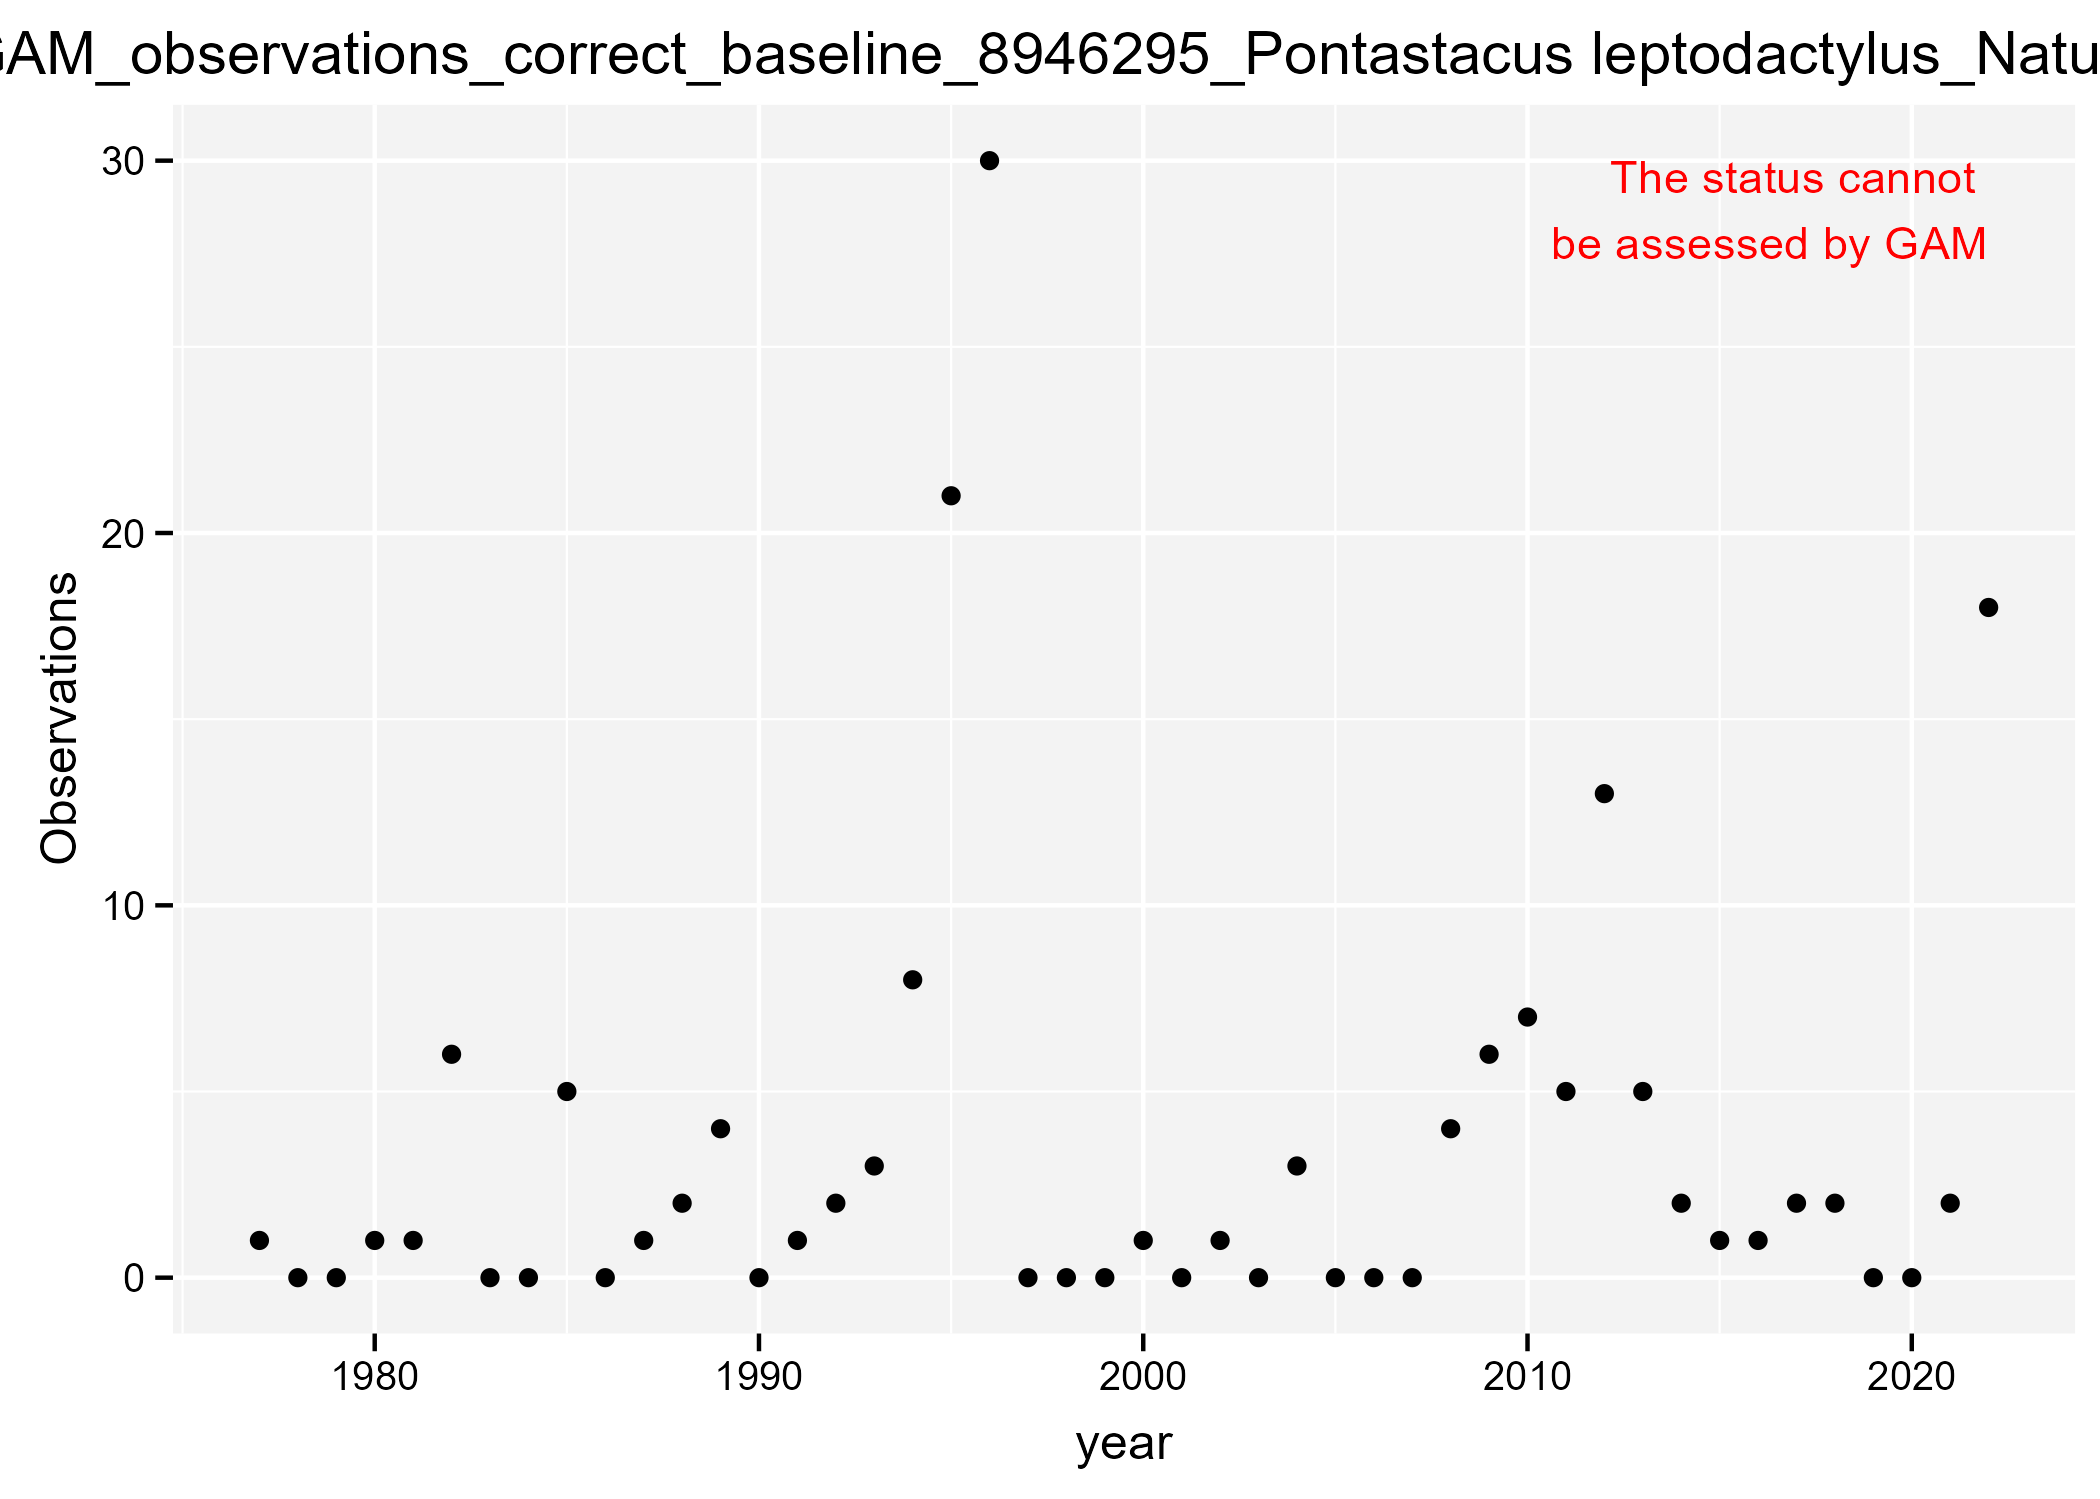 AM_observations_correct_baseline_8946295_Pontastacus leptodactylus_Natu
The status cannot
be assessed by GAM
30
20
10
0
Observations
1980 1990 2000 2010 2020
year